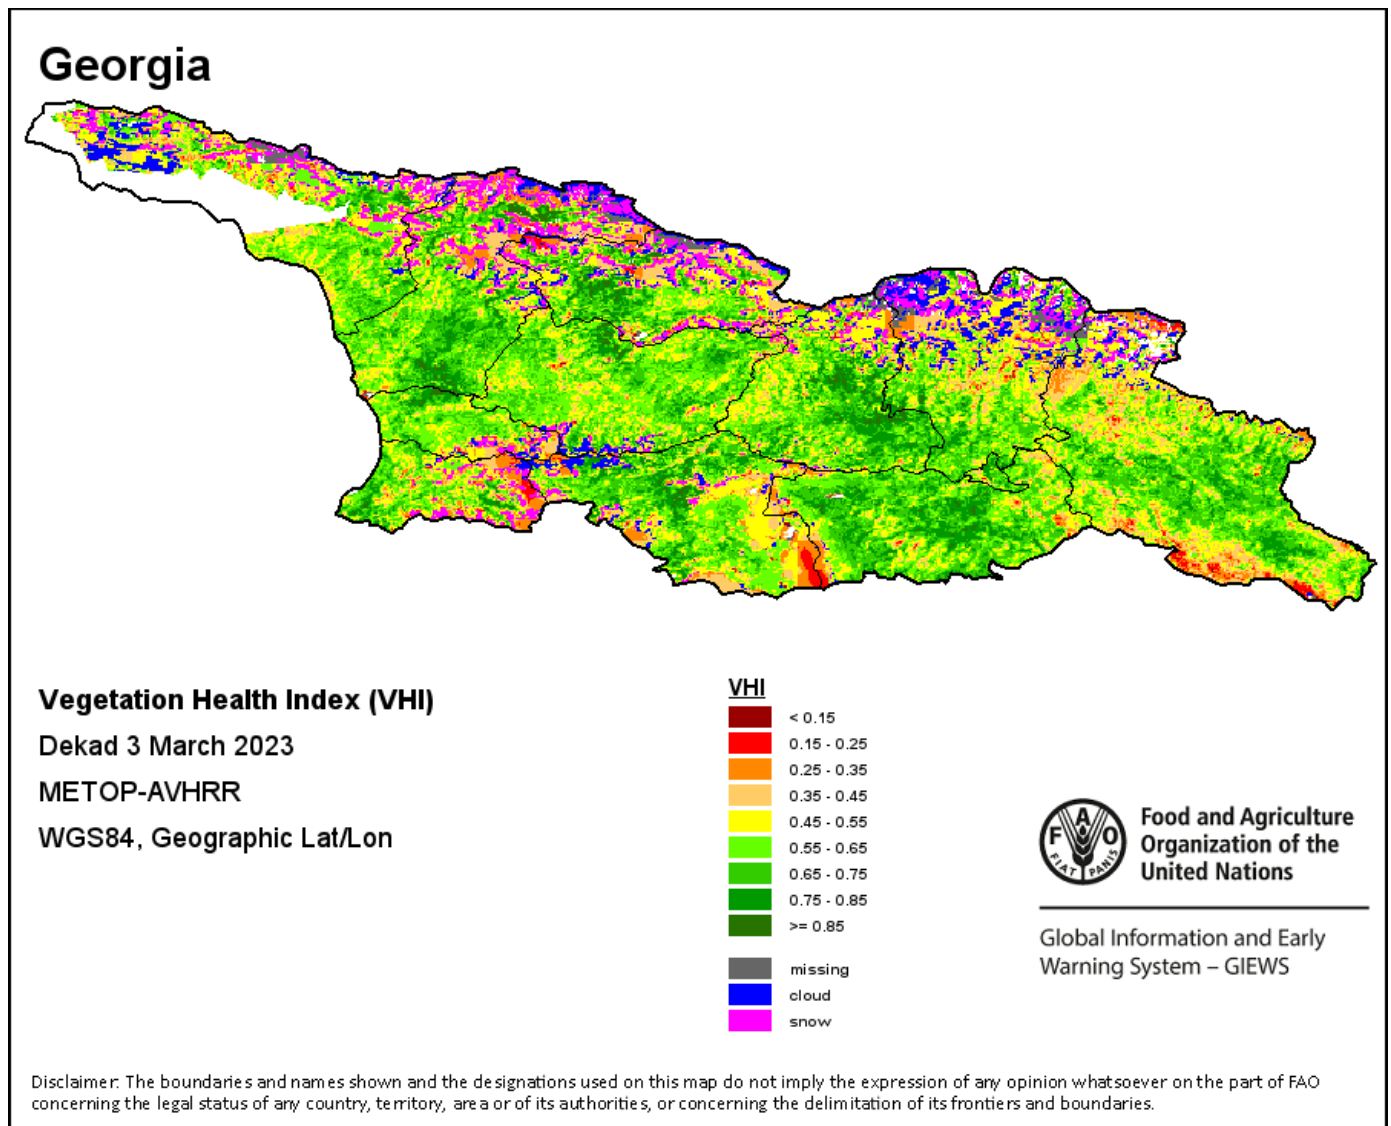 Georgia
Vegetation Health Index (VHI)
Dekad 3 March 2023
METOP-AVHRR
WGS84, Geographic Lat/Lon
VHI
< 0.15
0.15 - 0.25
0.25 - 0.35
0.35 - 0.45
0.45 - 0.55
0.55 - 0.65
0.65 - 0.75
0.75 - 0.85
>= 0.85
missing
cloud
snow
F A O
FIAT PANIS
Food and Agriculture
Organization of the
United Nations
Global Information and Early
Warning System – GIEWS
Disclaimer: The boundaries and names shown and the designations used on this map do not imply the expression of any opinion whatsoever on the part of FAO
concerning the legal status of any country, territory, area or of its authorities, or concerning the delimitation of its frontiers and boundaries.